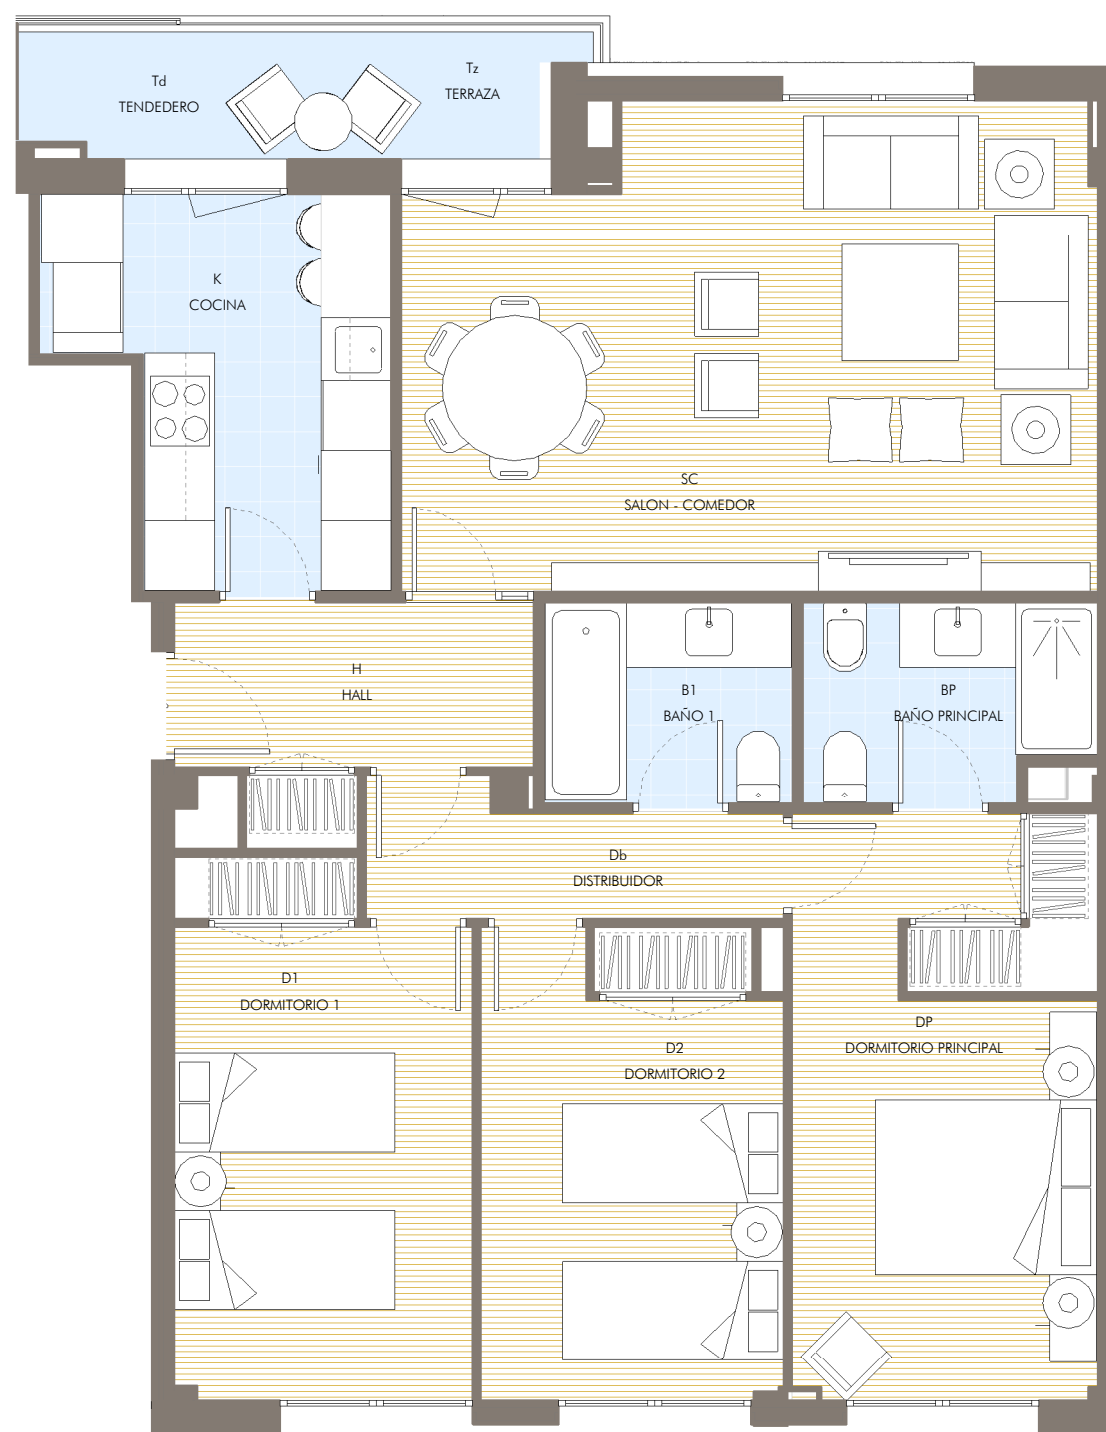 Td
TENDEDERO
Tz
TERRAZA
K
COCINA
SC
SALON - COMEDOR
H
HALL
B1
BAÑO 1
BP
BAÑO PRINCIPAL
Db
DISTRIBUIDOR
D1
DORMITORIO 1
D2
DORMITORIO 2
DP
DORMITORIO PRINCIPAL